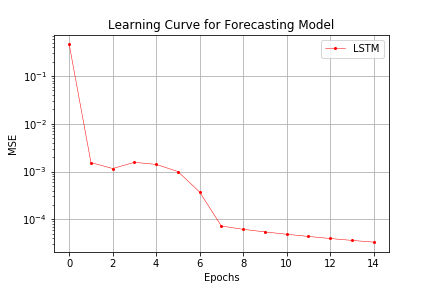 Learning Curve for Forecasting Model
LSTM
10⁻¹
10⁻²
10⁻³
10⁻⁴
MSE
0 2 4 6 8 10 12 14
Epochs